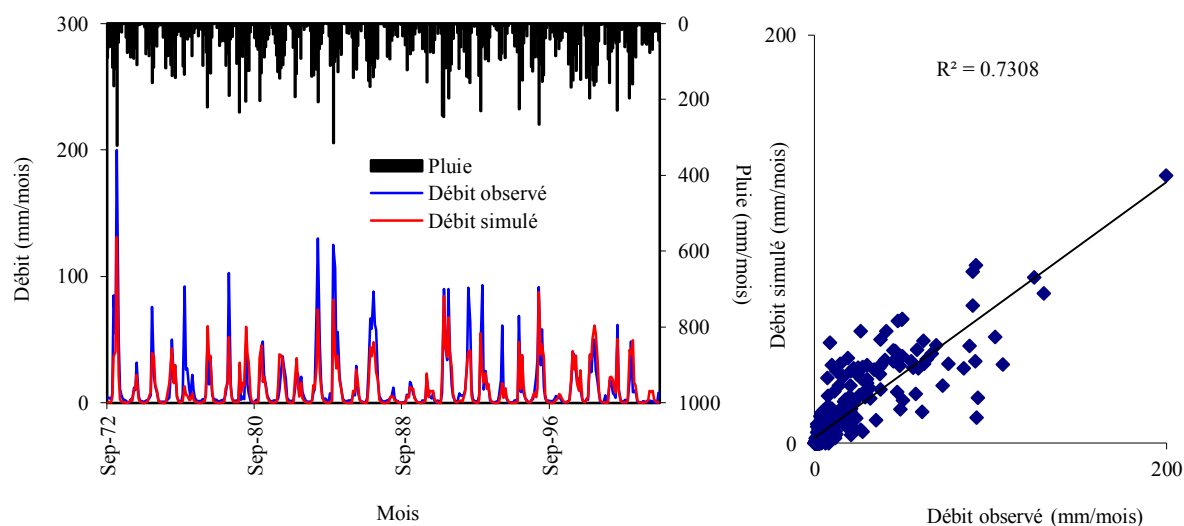 300
200
100
0
Débit (mm/mois)
0
200
400
600
800
1000
Pluie (mm/mois)
Pluie
Débit observé
Débit simulé
Sep-72
Sep-80
Sep-88
Sep-96
Mois
200
0
Débit simulé (mm/mois)
R² = 0.7308
0
200
Débit observé (mm/mois)